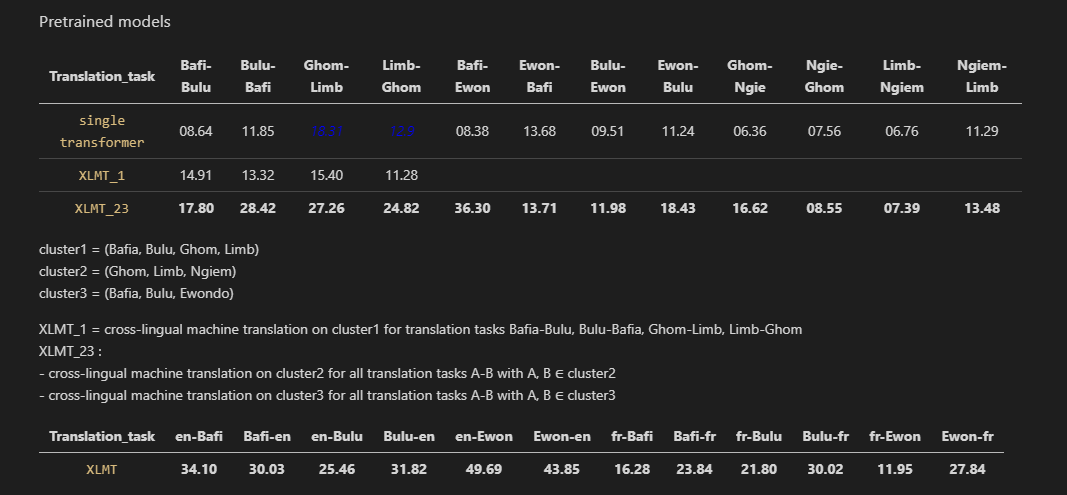 Pretrained models
Translation_task Bafi-Bulu Bulu-Bafi Ghom-Limb Limb-Ghom Bafi-Ewon Ewon-Bafi Bulu-Ewon Ewon-Bulu Ghom-Ngie Ngie-Ghom Limb-Ngiem Ngiem-Limb
single transformer 08.64 11.85 08.38 13.68 09.51 11.24 06.36 07.56 06.76 11.29
XLMT_1 14.91 13.32 15.40 11.28
XLMT_23 17.80 28.42 27.26 24.82 36.30 13.71 11.98 18.43 16.62 08.55 07.39 13.48
cluster1 = (Bafia, Bulu, Ghom, Limb)
cluster2 = (Ghom, Limb, Ngiem)
cluster3 = (Bafia, Bulu, Ewondo)
XLMT_1 = cross-lingual machine translation on cluster1 for translation tasks Bafia-Bulu, Bulu-Bafia, Ghom-Limb, Limb-Ghom
XLMT_23 :
- cross-lingual machine translation on cluster2 for all translation tasks A-B with A, B ∈ cluster2
- cross-lingual machine translation on cluster3 for all translation tasks A-B with A, B ∈ cluster3
Translation_task en-Bafi Bafi-en en-Bulu Bulu-en en-Ewon Ewon-en fr-Bafi Bafi-fr fr-Bulu Bulu-fr fr-Ewon Ewon-fr
XLMT 34.10 30.03 25.46 31.82 49.69 43.85 16.28 23.84 21.80 30.02 11.95 27.84